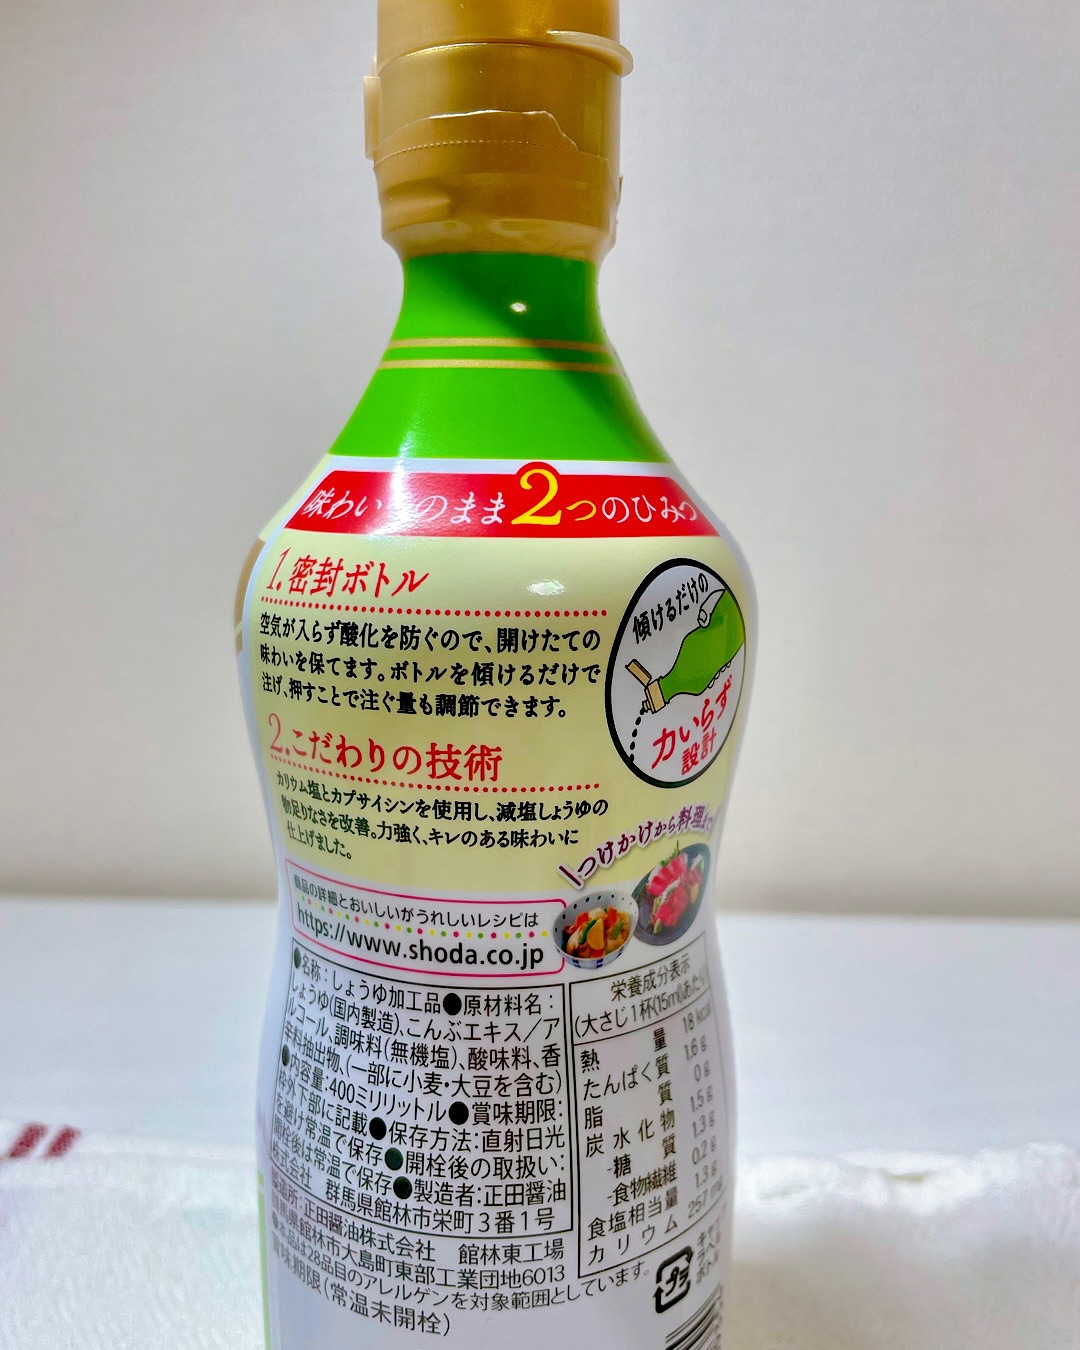 味わい のまま2つのひみつ
1.密封ボトル
空気が入らず酸化を防ぐので、開けたての
味わいを保てます。ボトルを傾けるだけで
注げ、押すことで注ぐ量も調節できます。
傾けるだけの
力いらず
設計
2.こだわりの技術
カリウム塩とカプサイシンを使用し、減塩しょうゆの
物足りなさを改善。力強く、キレのある味わいに
仕上げました。
つけかけから料理まで
商品の詳細とおいしいがうれしいレシピは
https://www.shoda.co.jp
●名称：しょうゆ加工品●原材料名：
しょうゆ(国内製造)、こんぶエキス／ア
ルコール、調味料(無機塩)、酸味料、香
辛料抽出物、(一部に小麦・大豆を含む)
●内容量：400ミリリットル●賞味期限：
枠外下部に記載●保存方法：直射日光
を避け常温で保存●開栓後の取扱い：
開栓後は常温で保存●製造者：正田醤油
株式会社 群馬県館林市栄町3番1号
製造所：正田醤油株式会社 館林東工場
群馬県館林市大島町東部工業団地6013
●本品は28品目のアレルゲンを対象範囲としています。
賞味期限(常温未開栓)
栄養成分表示
(大さじ1杯(15ml)あたり)
熱量 18 kcal
たんぱく質 1.6 g
脂質 0 g
炭水化物 1.5 g
-糖質 1.3 g
-食物繊維 0.2 g
食塩相当量 1.3 g
カリウム 257 mg
プラ
ボトル